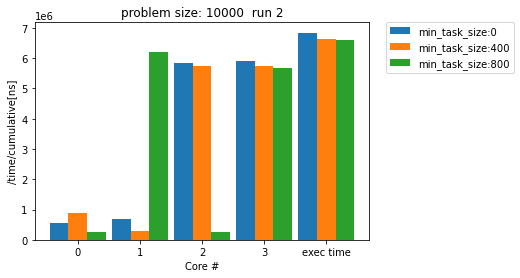 problem size: 10000  run 2
1e6
min_task_size:0
min_task_size:400
min_task_size:800
/time/cumulative[ns]
7
6
5
4
3
2
1
0
0 1 2 3 exec time
Core #